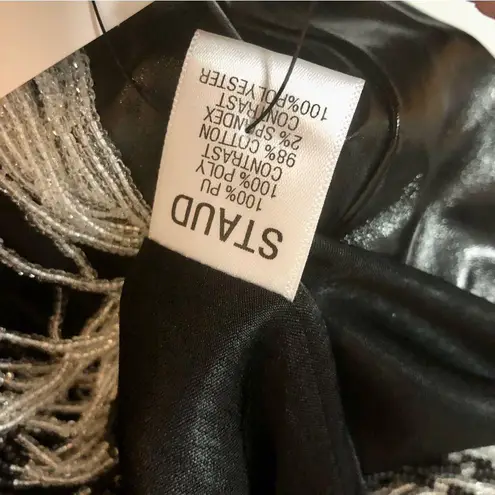 STAUD
100% PU
100% POLY
CONTRAST
98% COTTON
2% SPANDEX
CONTRAST
100%POLYESTER